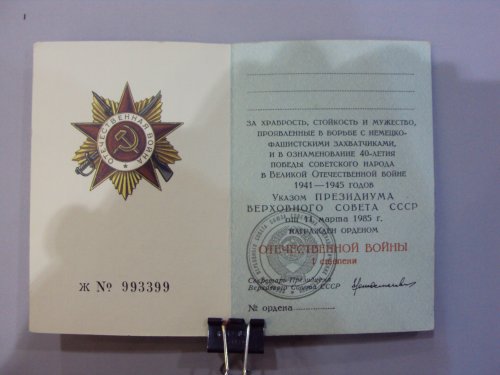 ОТЕЧЕСТВЕННАЯ ВОЙНА
Ж № 993399
ЗА ХРАБРОСТЬ, СТОЙКОСТЬ И МУЖЕСТВО,
ПРОЯВЛЕННЫЕ В БОРЬБЕ С НЕМЕЦКО-
ФАШИСТСКИМИ ЗАХВАТЧИКАМИ,
И В ОЗНАМЕНОВАНИЕ 40-ЛЕТИЯ
ПОБЕДЫ СОВЕТСКОГО НАРОДА
В ВЕЛИКОЙ ОТЕЧЕСТВЕННОЙ ВОЙНЕ
1941—1945 ГОДОВ
УКАЗОМ ПРЕЗИДИУМА
ВЕРХОВНОГО СОВЕТА СССР
от 11 марта 1985 г.
НАГРАЖДЕН ОРДЕНОМ
ОТЕЧЕСТВЕННОЙ ВОЙНЫ
I степени
Секретарь Президиума
Верховного Совета СССР
№ ордена